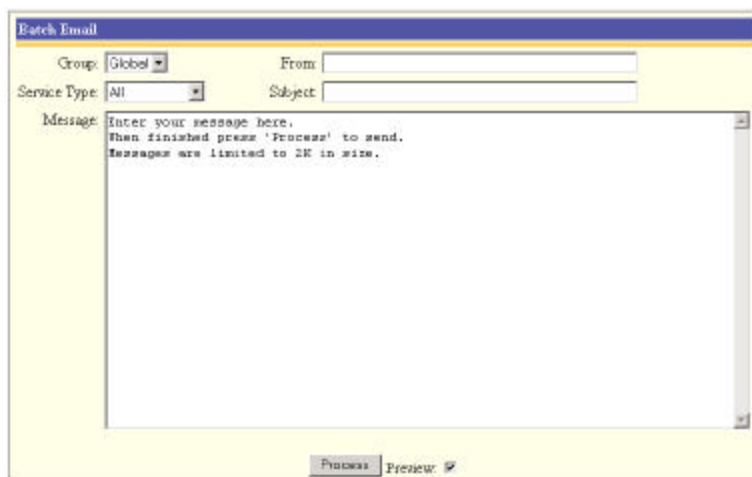 Batch Email
Group: Global From:
Service Type: All Subject:
Message: Enter your message here.
When finished press 'Process' to send.
Messages are limited to 2K in size.
Process Preview: